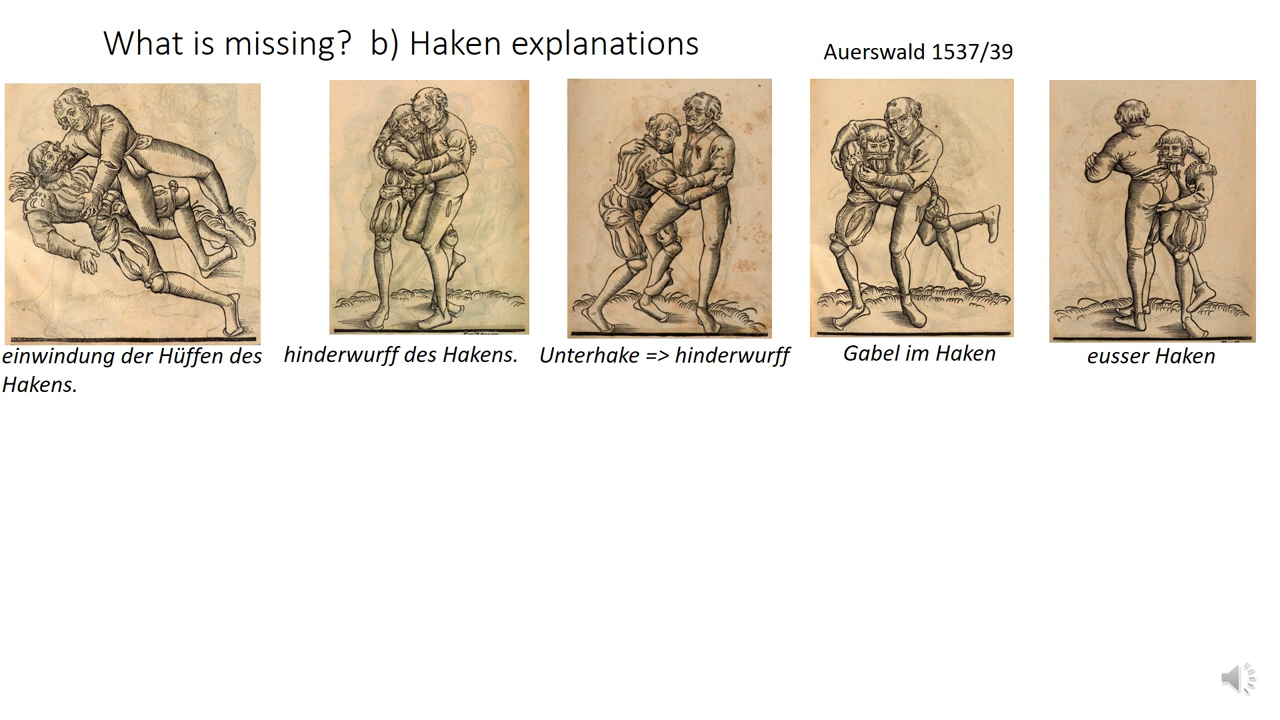 What is missing?  b) Haken explanations
Auerswald 1537/39
einwindung der Hüffen des
Hakens.
hinderwurff des Hakens.
Unterhake => hinderwurff
Gabel im Haken
eusser Haken